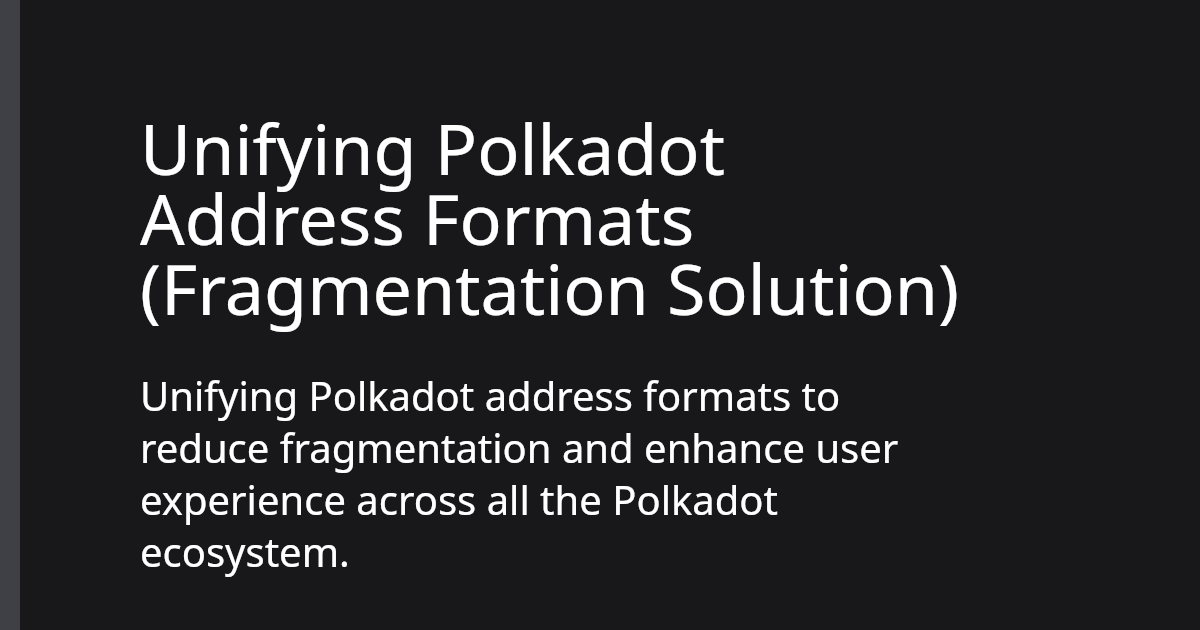 Unifying Polkadot
Address Formats
(Fragmentation Solution)
Unifying Polkadot address formats to
reduce fragmentation and enhance user
experience across all the Polkadot
ecosystem.